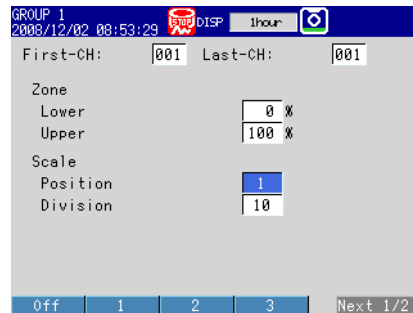 GROUP 1
2008/12/02 08:53:29 STOP DISP 1hour
First-CH: 001 Last-CH: 001
Zone
Lower 0 %
Upper 100 %
Scale
Position 1
Division 10
Off 1 2 3 Next 1/2